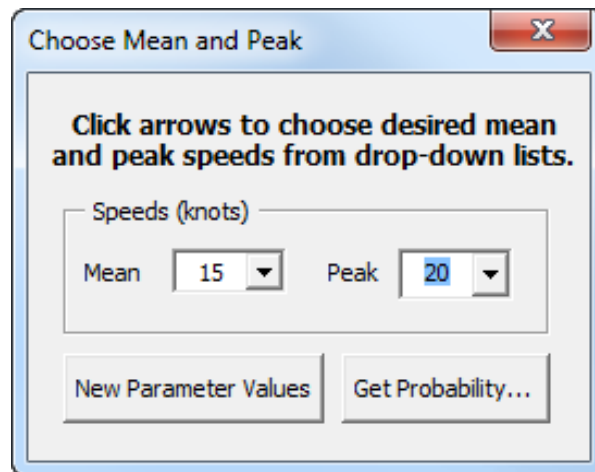 Choose Mean and Peak
Click arrows to choose desired mean
and peak speeds from drop-down lists.
Speeds (knots)
Mean 15 Peak 20
New Parameter Values Get Probability...